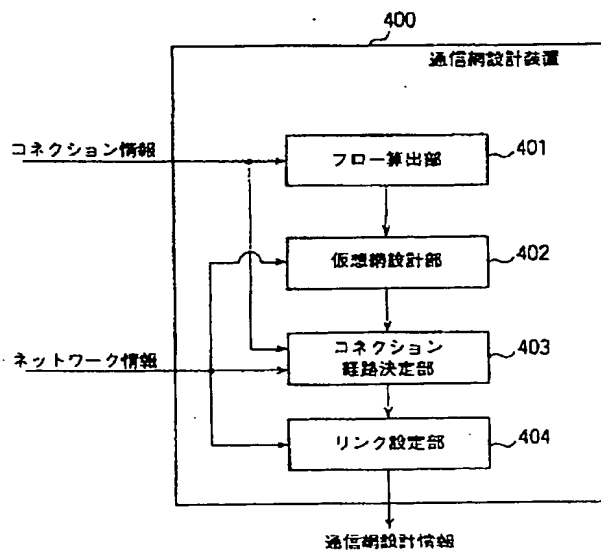 400
通信網設計装置
コネクション情報
フロー算出部
401
仮想網設計部
402
コネクション
経路決定部
403
ネットワーク情報
リンク設定部
404
通信網設計情報